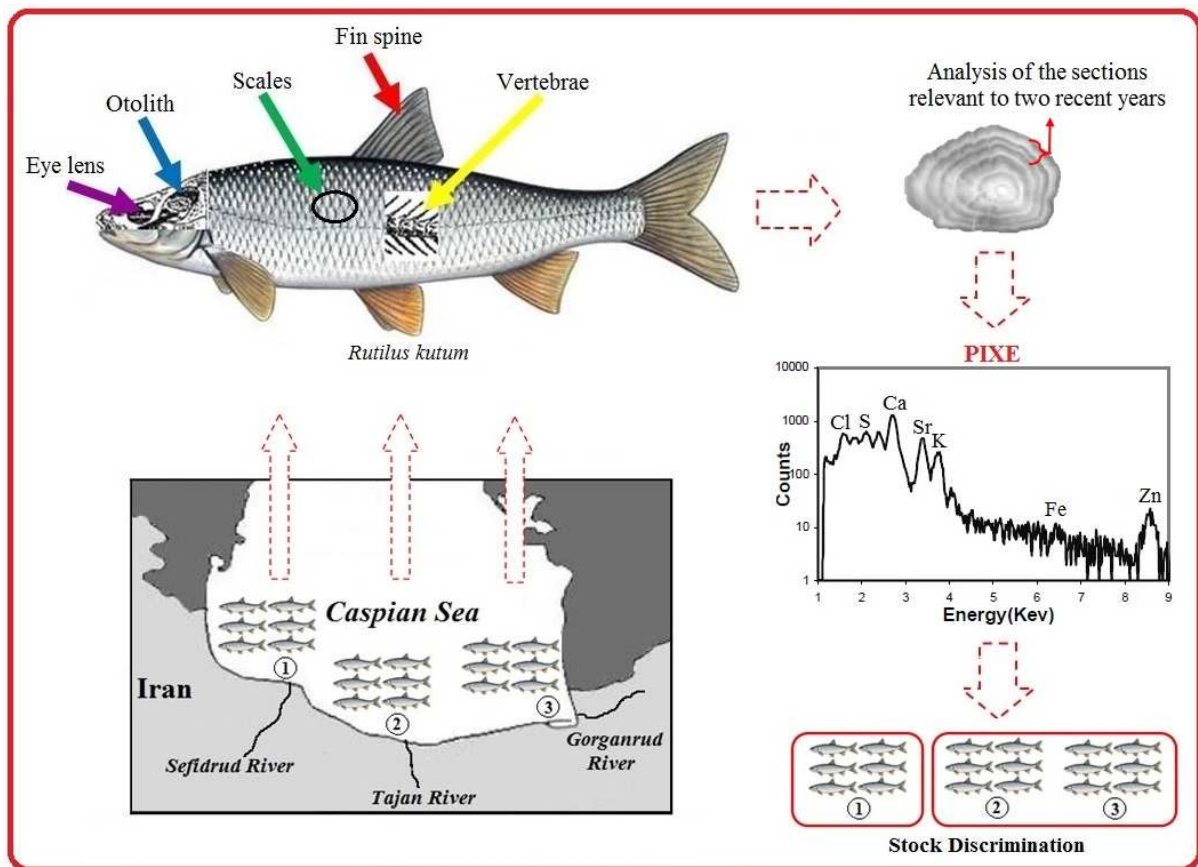 Fin spine
Scales
Vertebrae
Otolith
Eye lens
Rutilus kutum
Analysis of the sections
relevant to two recent years
PIXE
10000
1000
100
10
1
Counts
Cl
S
Ca
Sr
K
Fe
Zn
1 2 3 4 5 6 7 8 9
Energy(Kev)
Caspian Sea
Iran
1
2
3
Sefidrud River
Tajan River
Gorganrud
River
1
2
3
Stock Discrimination